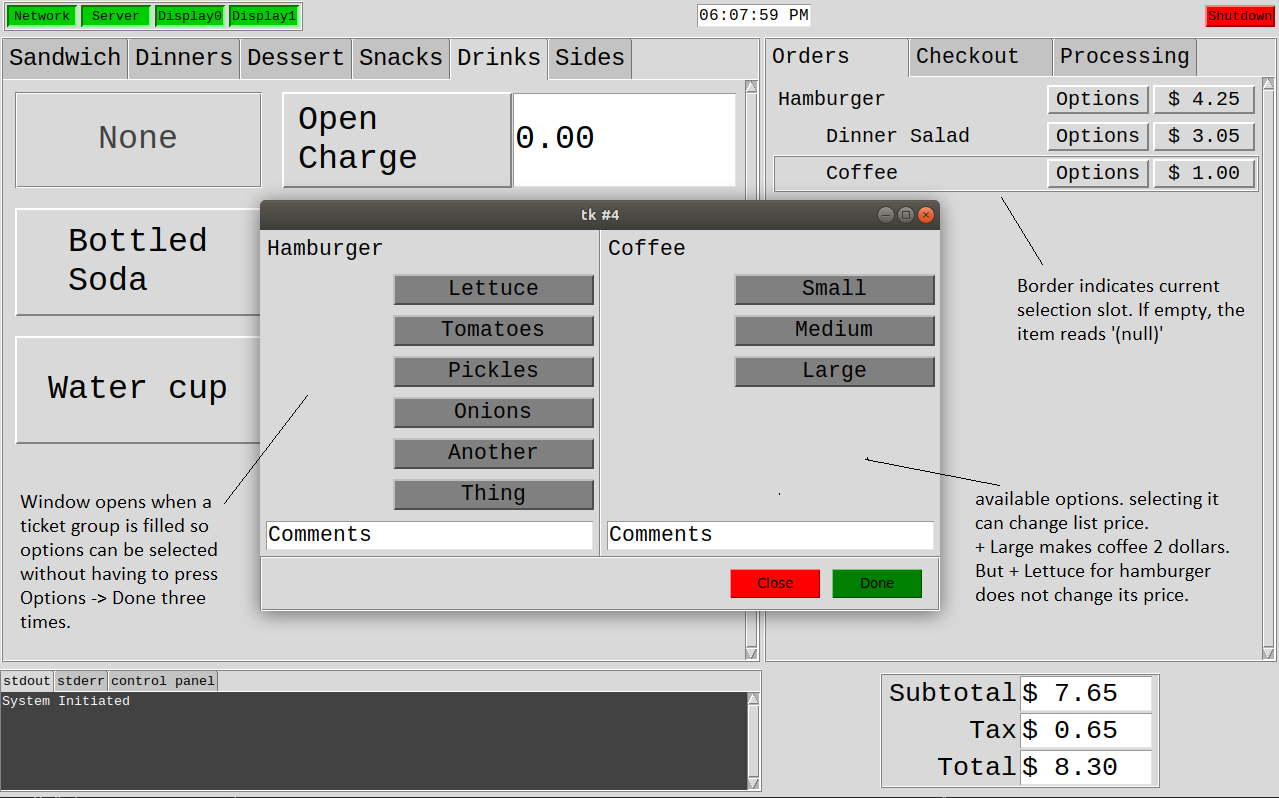 Network Server Display0 Display1
06:07:59 PM
Shutdown
Sandwich Dinners Dessert Snacks Drinks Sides
None
Open
Charge
0.00
Bottled
Soda
Water cup
Orders Checkout Processing
Hamburger Options $ 4.25
Dinner Salad Options $ 3.05
Coffee Options $ 1.00
Border indicates current
selection slot. If empty, the
item reads '(null)'
tk #4
Hamburger
Lettuce
Tomatoes
Pickles
Onions
Another
Thing
Comments
Coffee
Small
Medium
Large
Comments
Close Done
Window opens when a
ticket group is filled so
options can be selected
without having to press
Options -> Done three
times.
available options. selecting it
can change list price.
+ Large makes coffee 2 dollars.
But + Lettuce for hamburger
does not change its price.
stdout stderr control panel
System Initiated
Subtotal $ 7.65
Tax $ 0.65
Total $ 8.30